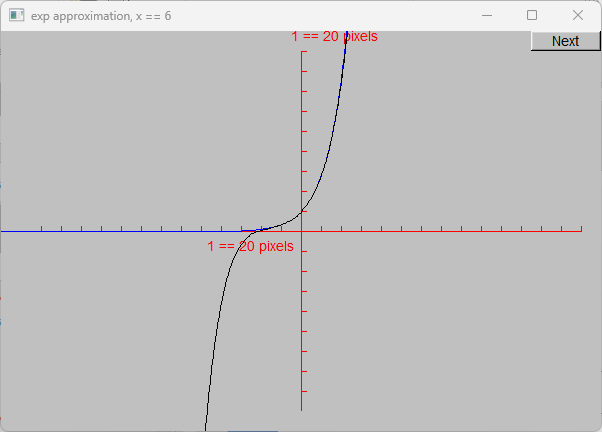 exp approximation, x == 6
1 == 20 pixels
Next
1 == 20 pixels